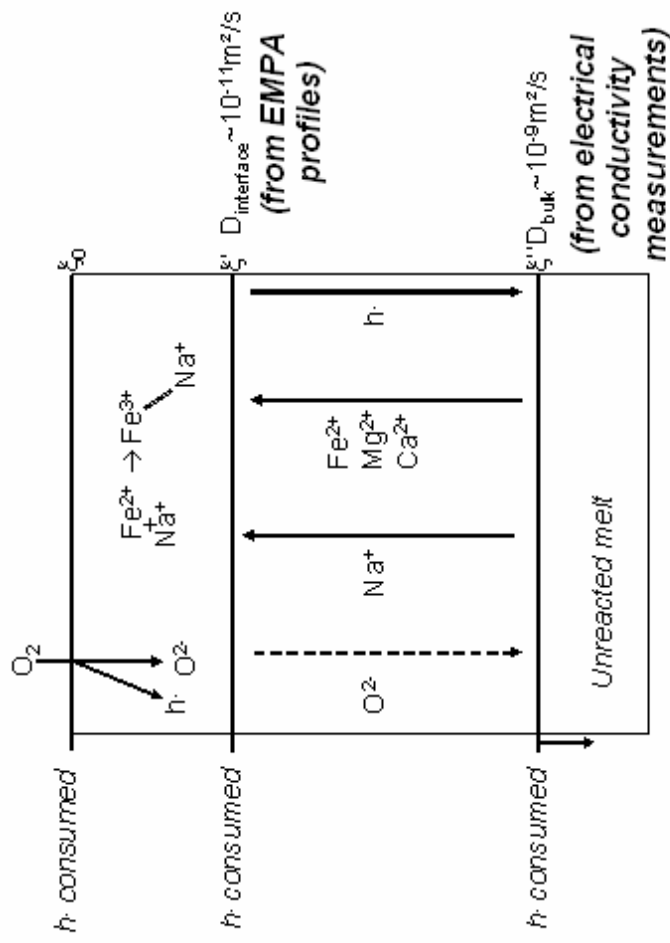 O₂
h· consumed
ξ₀
h·
O²⁻
Fe²⁺ → Fe³⁺
+
Na⁺
Na⁺
h· consumed
ξ' D_interface~10⁻¹¹m²/s
(from EMPA
profiles)
O²⁻
Na⁺
Fe²⁺
Mg²⁺
Ca²⁺
h·
h· consumed
ξ'' D_bulk~10⁻⁹m²/s
(from electrical
conductivity
measurements)
Unreacted melt